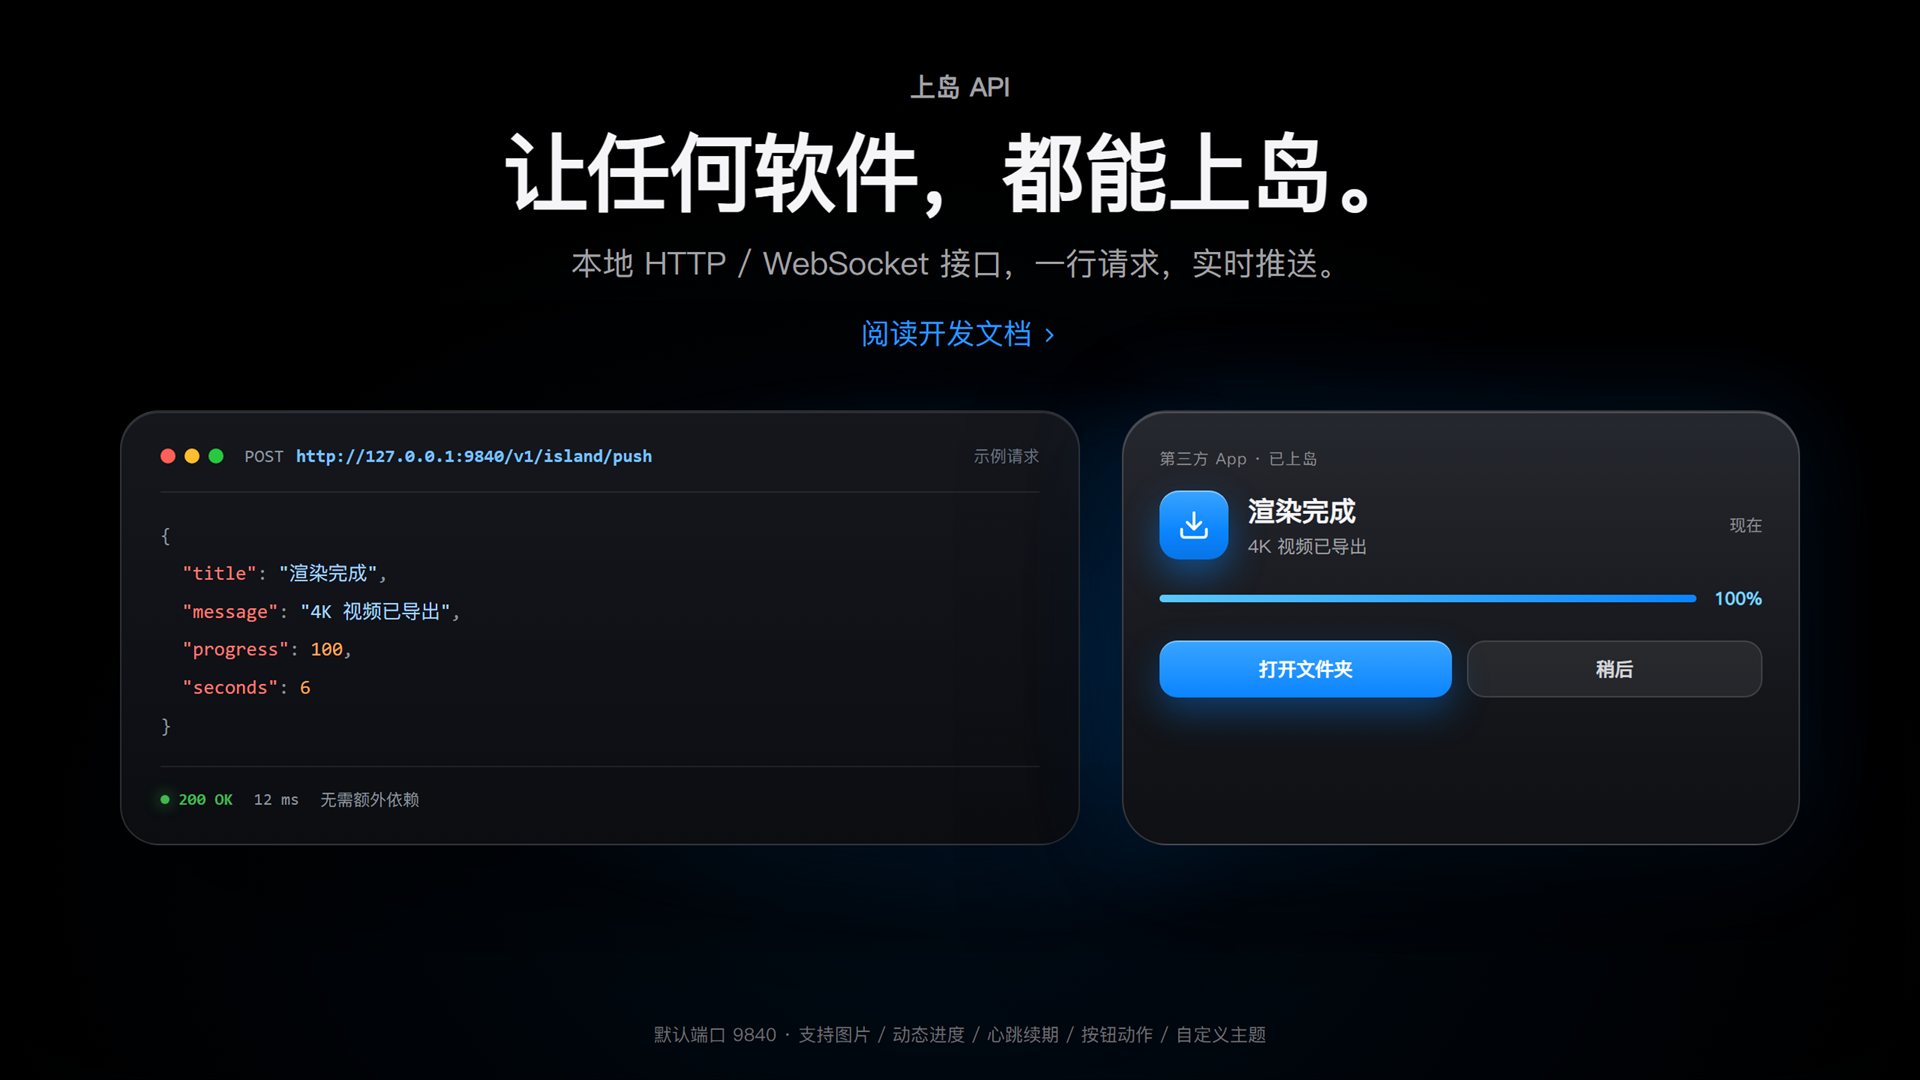 上岛 API
让任何软件，都能上岛。
本地 HTTP / WebSocket 接口，一行请求，实时推送。
阅读开发文档 ›
POST http://127.0.0.1:9840/v1/island/push 示例请求
{
"title": "渲染完成",
"message": "4K 视频已导出",
"progress": 100,
"seconds": 6
}
200 OK 12 ms 无需额外依赖
第三方 App · 已上岛
渲染完成
4K 视频已导出
现在
100%
打开文件夹 稍后
默认端口 9840 · 支持图片 / 动态进度 / 心跳续期 / 按钮动作 / 自定义主题